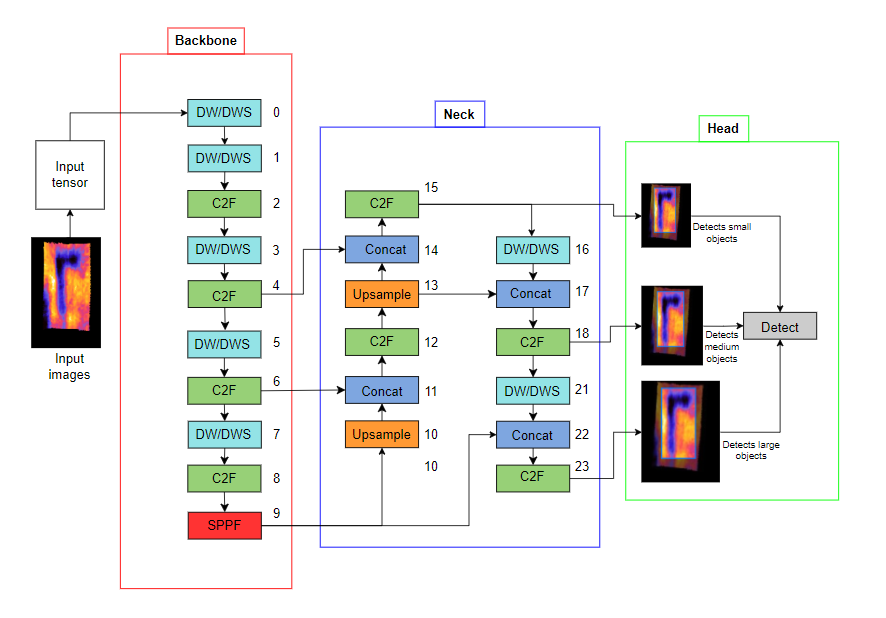 Backbone
Input
tensor
Input
images
DW/DWS 0
DW/DWS 1
C2F 2
DW/DWS 3
C2F 4
DW/DWS 5
C2F 6
DW/DWS 7
C2F 8
SPPF 9
Neck
C2F 15
Concat 14
Upsample 13
C2F 12
Concat 11
Upsample 10
10
DW/DWS 16
Concat 17
C2F 18
DW/DWS 21
Concat 22
C2F 23
Head
Detects small
objects
Detects
medium
objects
Detects large
objects
Detect